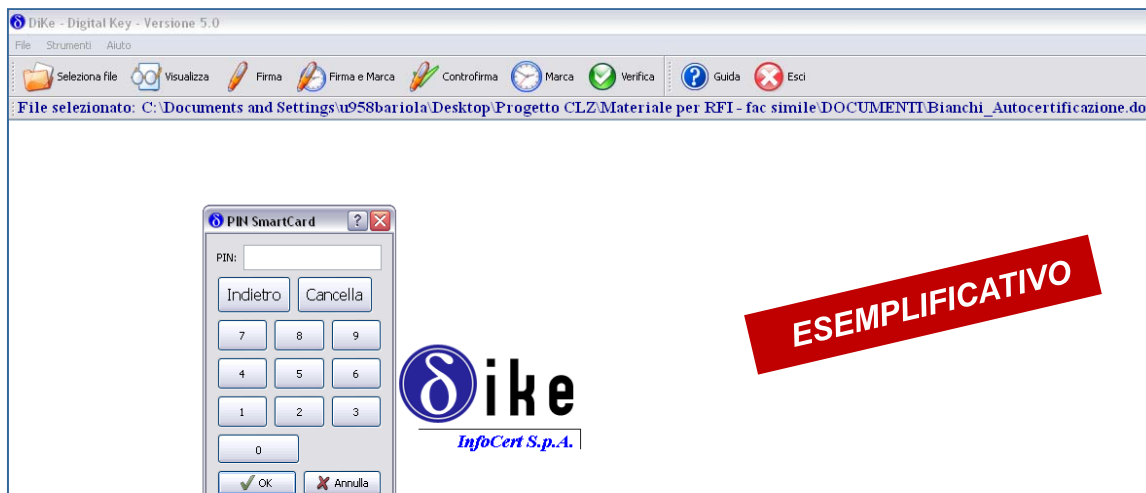 DiKe - Digital Key - Versione 5.0
File Strumenti Aiuto
Seleziona file Visualizza Firma Firma e Marca Controfirma Marca Verifica Guida Esci
File selezionato: C:\Documents and Settings\u958bariola\Desktop\Progetto CLZ\Materiale per RFI - fac simile\DOCUMENTI\Bianchi_Autocertificazione.do
PIN SmartCard
PIN:
Indietro Cancella
7 8 9
4 5 6
1 2 3
0
OK Annulla
δike
InfoCert S.p.A.
ESEMPLIFICATIVO